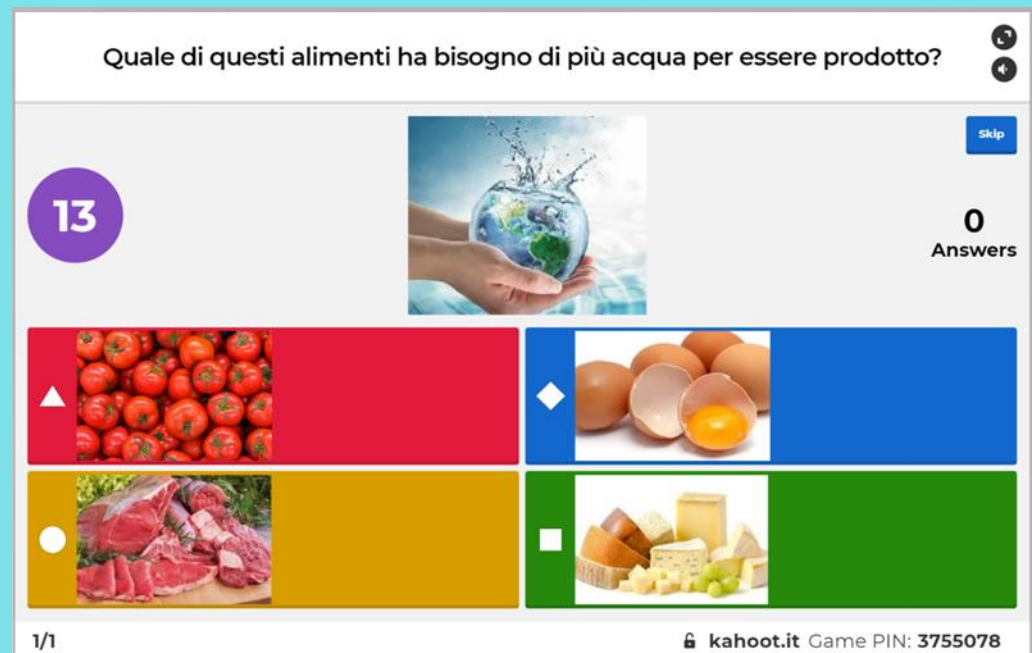 Quale di questi alimenti ha bisogno di più acqua per essere prodotto?
Skip
13
0
Answers
1/1
kahoot.it Game PIN: 3755078